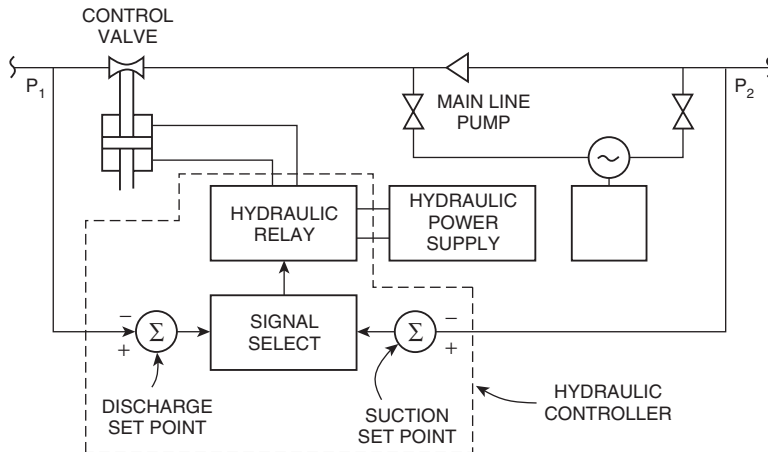 CONTROL
VALVE
P1
MAIN LINE
PUMP
P2
~
HYDRAULIC
RELAY
HYDRAULIC
POWER
SUPPLY
−
+
Σ
SIGNAL
SELECT
Σ
−
+
DISCHARGE
SET POINT
SUCTION
SET POINT
HYDRAULIC
CONTROLLER